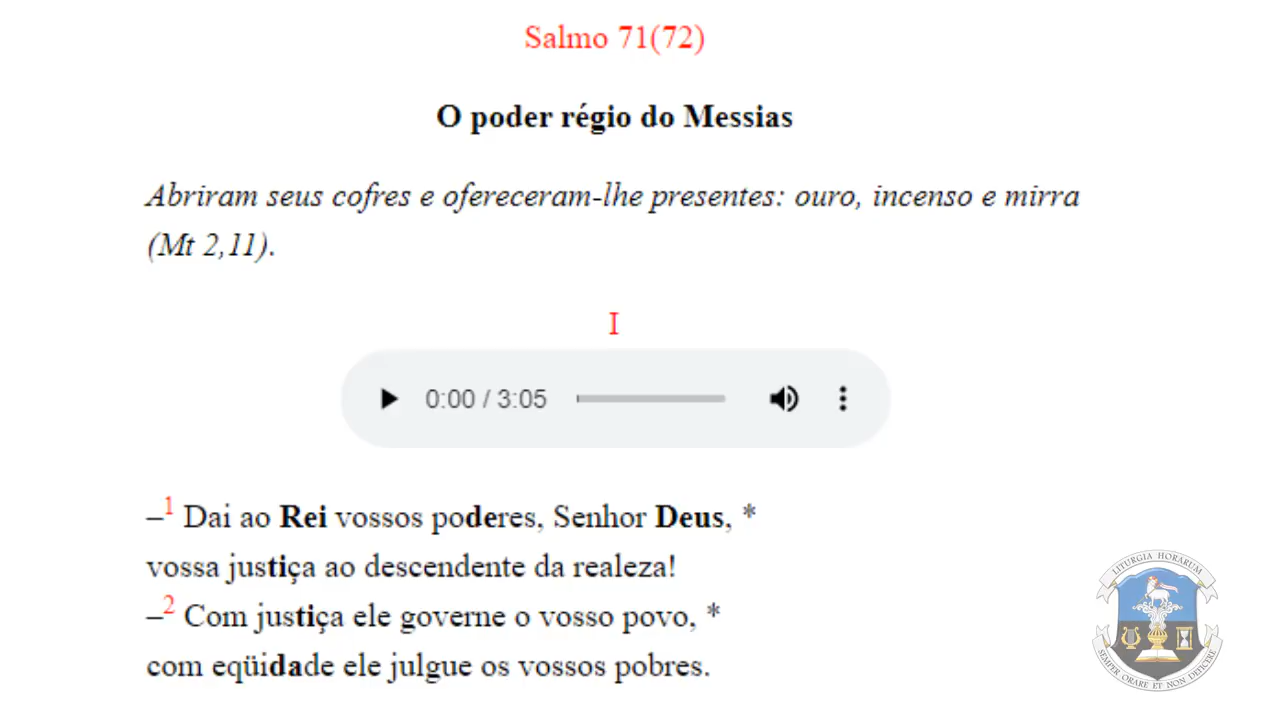 Salmo 71(72)
O poder régio do Messias
Abriram seus cofres e ofereceram-lhe presentes: ouro, incenso e mirra
(Mt 2,11).
I
0:00 / 3:05
–1 Dai ao Rei vossos poderes, Senhor Deus, *
vossa justiça ao descendente da realeza!
–2 Com justiça ele governe o vosso povo, *
com eqüidade ele julgue os vossos pobres.
LITURGIA HORARUM
SEMPER ORARE ET NON DEFICERE